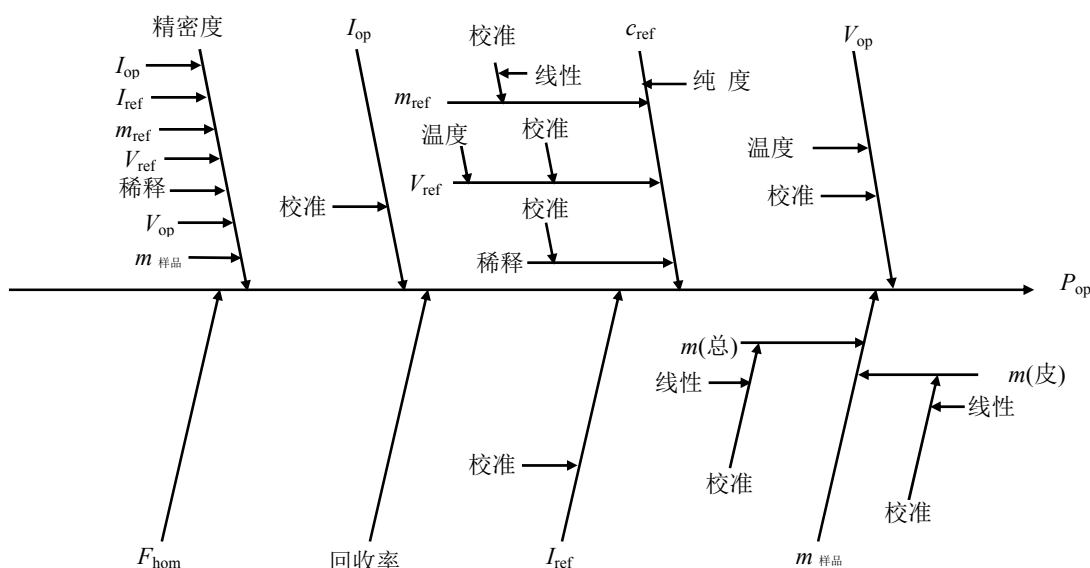 精密度
I_op
c_ref
V_op
校准
I_op
线性
纯 度
I_ref
m_ref
m_ref
温度
校准
V_ref
温度
稀释
V_ref
校准
校准
校准
V_op
m 样品
稀释
P_op
m(总)
线性
m(皮)
线性
校准
校准
校准
F_hom
回收率
I_ref
m 样品